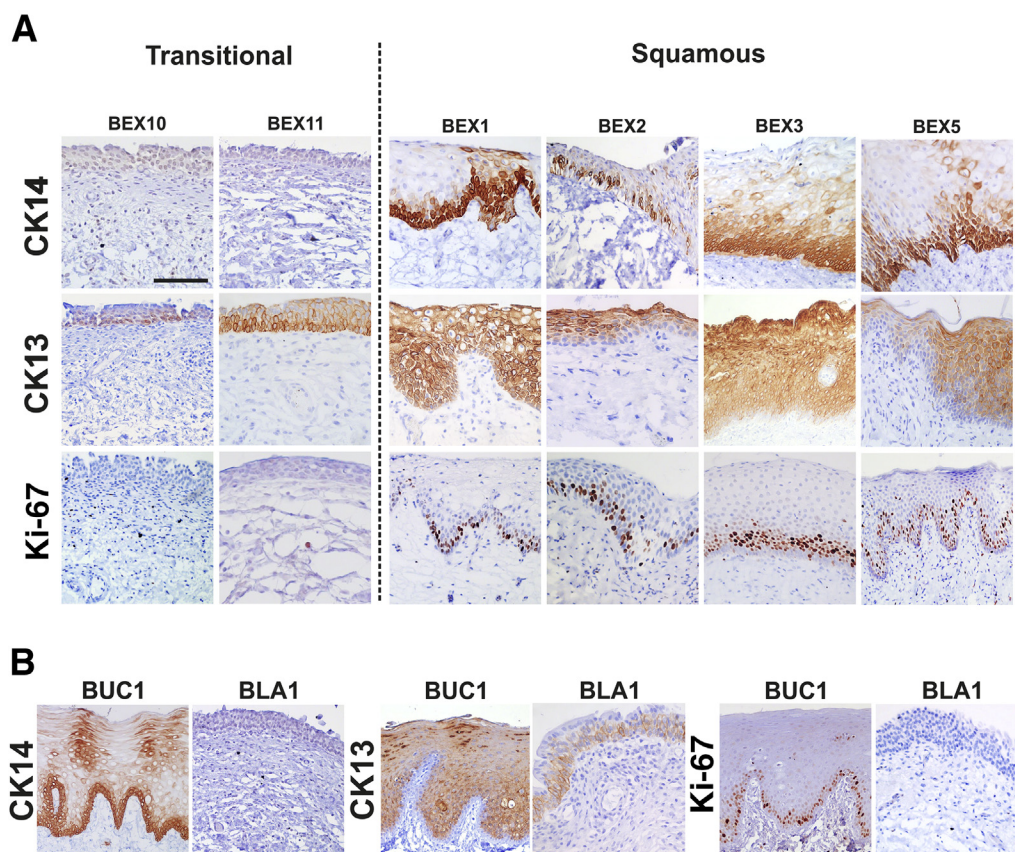 A
Transitional
Squamous
BEX10
BEX11
BEX1
BEX2
BEX3
BEX5
CK14
CK13
Ki-67
B
BUC1
BLA1
BUC1
BLA1
BUC1
BLA1
CK14
CK13
Ki-67